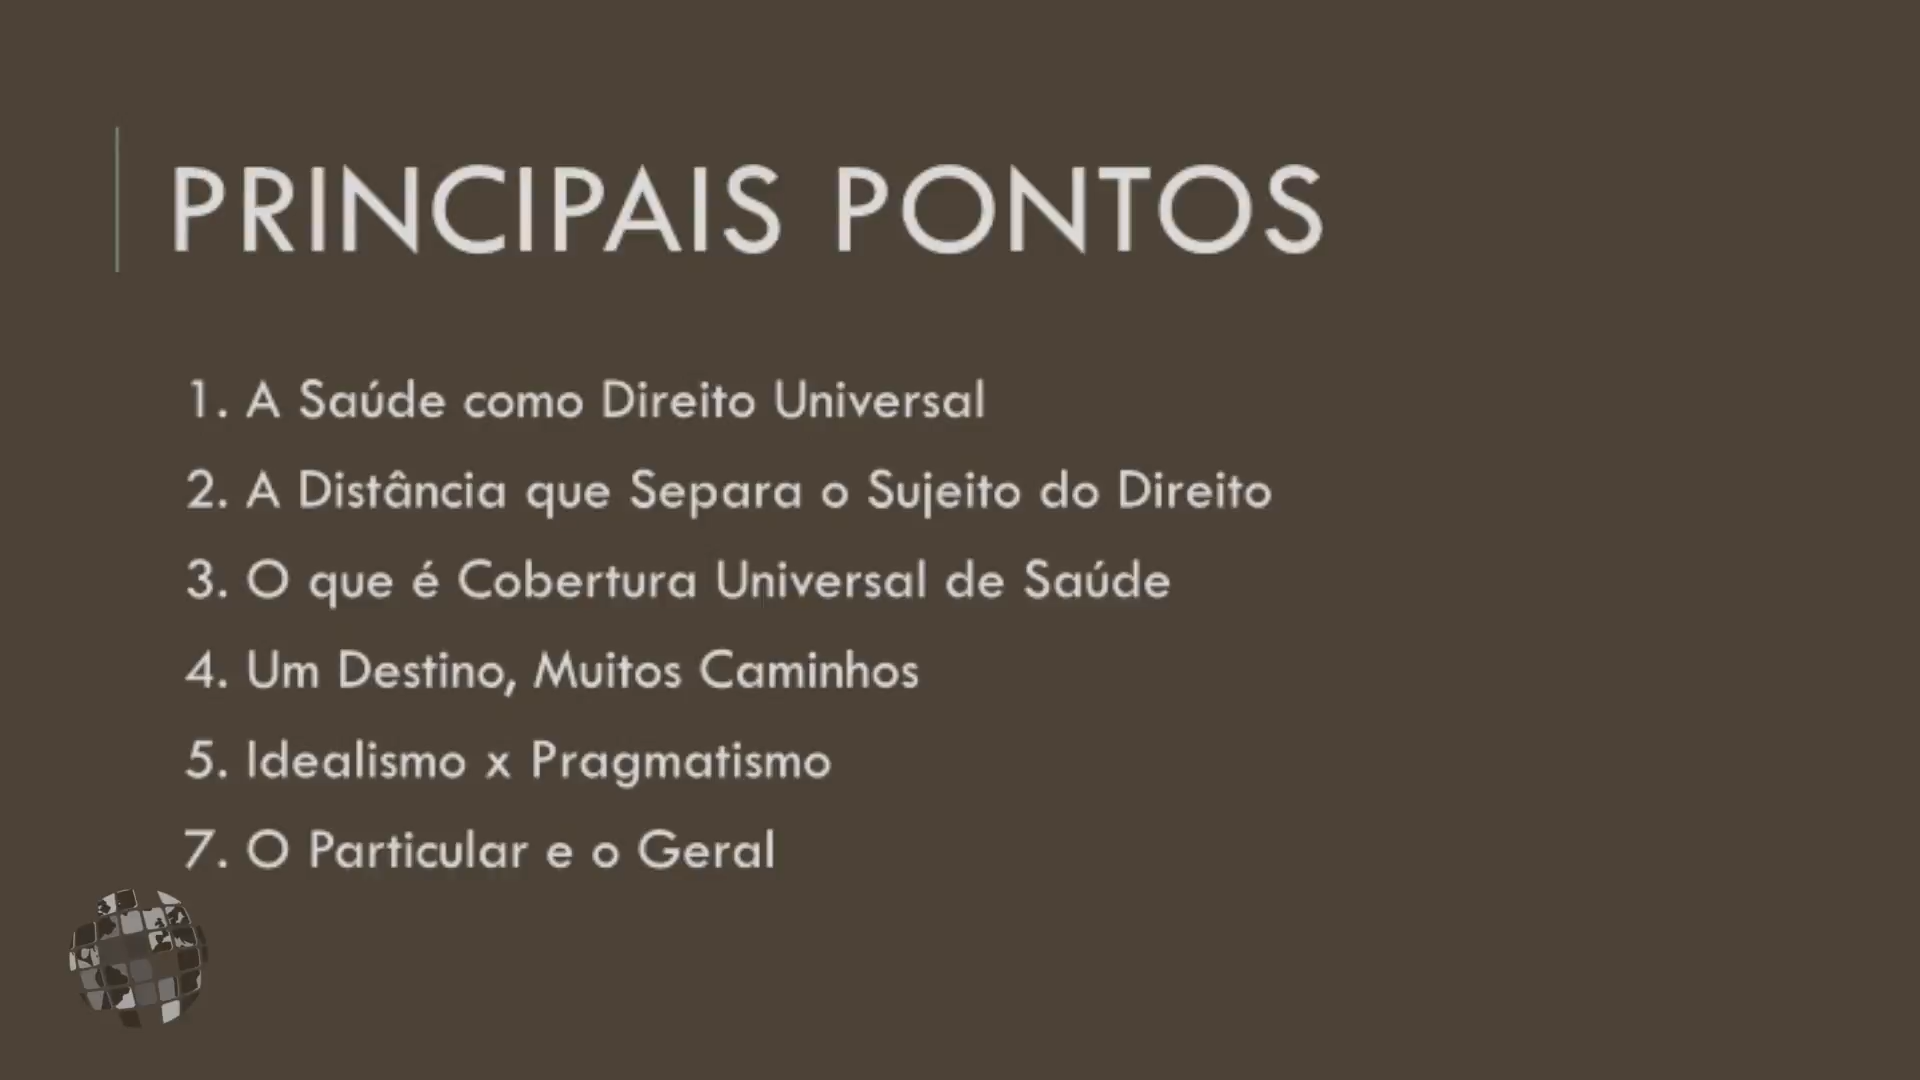 PRINCIPAIS PONTOS
1. A Saúde como Direito Universal
2. A Distância que Separa o Sujeito do Direito
3. O que é Cobertura Universal de Saúde
4. Um Destino, Muitos Caminhos
5. Idealismo x Pragmatismo
7. O Particular e o Geral